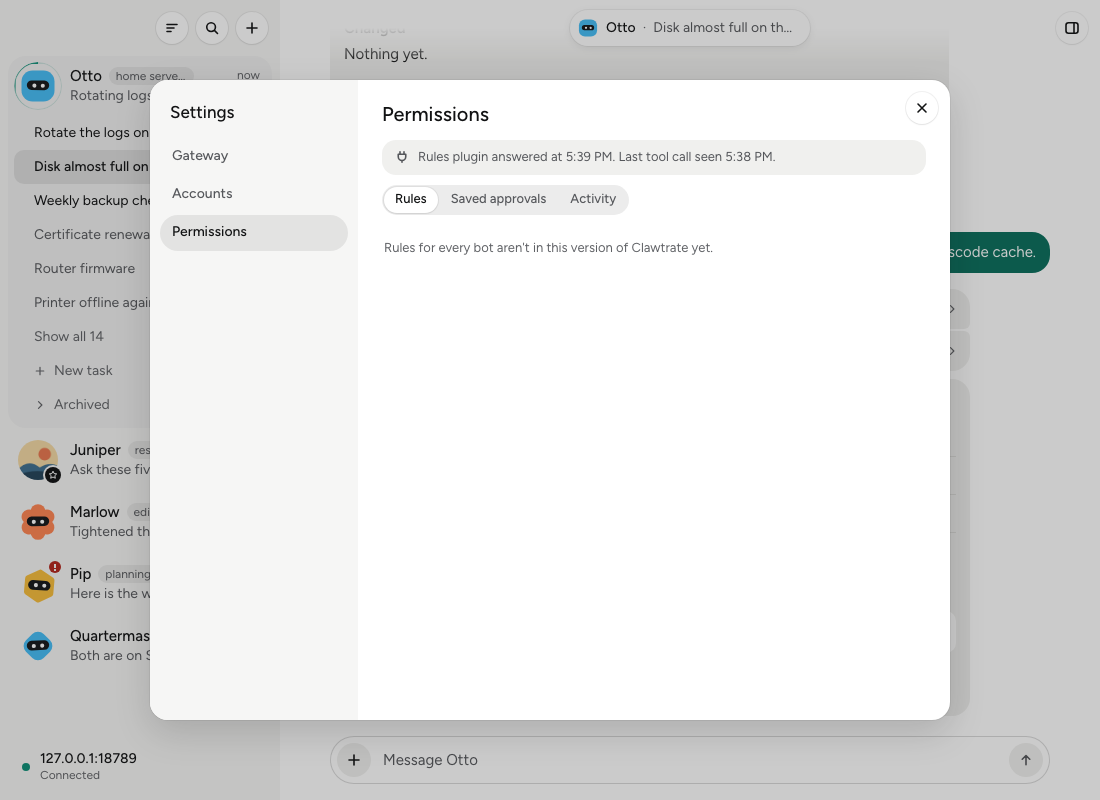 Otto · Disk almost full on th...
Nothing yet.
Otto home serve... now
Rotating logs
Rotate the logs on
Disk almost full on
Weekly backup che
Certificate renewa
Router firmware
Printer offline again
Show all 14
New task
Archived
Juniper res
Ask these fiv
Marlow edi
Tightened th
Pip planning
Here is the w
Quartermas
Both are on S
127.0.0.1:18789
Connected
Settings
Gateway
Accounts
Permissions
Permissions
Rules plugin answered at 5:39 PM. Last tool call seen 5:38 PM.
Rules Saved approvals Activity
Rules for every bot aren't in this version of Clawtrate yet.
scode cache.
Message Otto